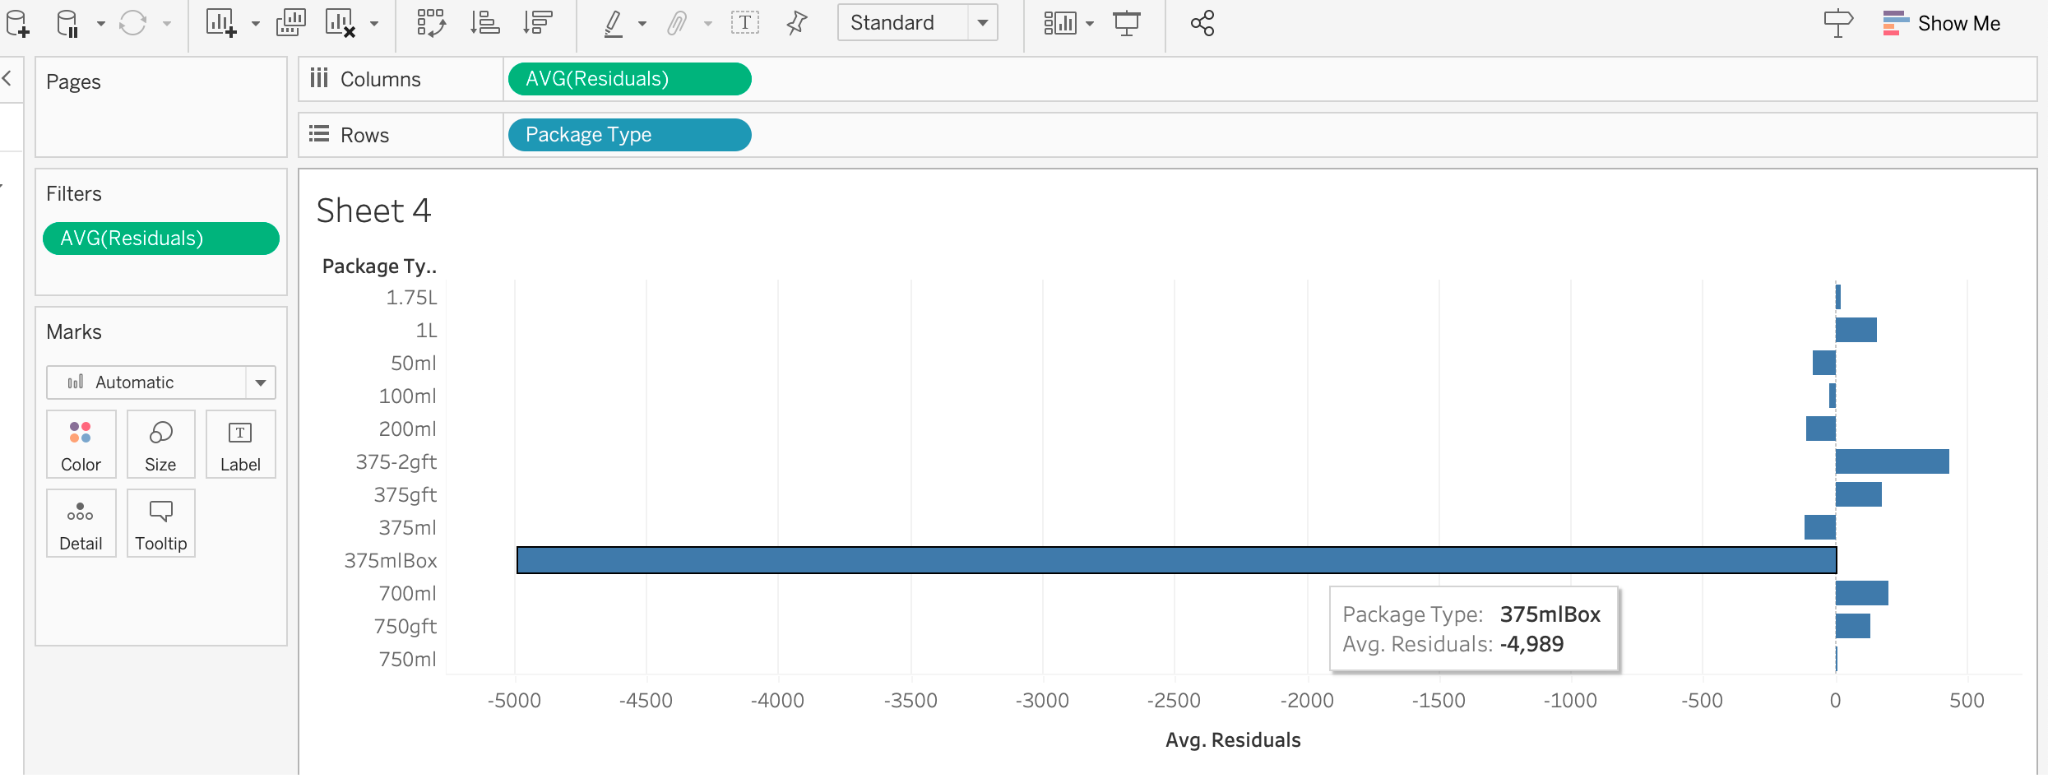 Standard
Show Me
Pages
Columns
AVG(Residuals)
Rows
Package Type
Filters
AVG(Residuals)
Marks
Automatic
Color
Size
T
Label
Detail
Tooltip
Sheet 4
Package Ty..
1.75L
1L
50ml
100ml
200ml
375-2gft
375gft
375ml
375mlBox
700ml
750gft
750ml
Package Type: 375mlBox
Avg. Residuals: -4,989
-5000 -4500 -4000 -3500 -3000 -2500 -2000 -1500 -1000 -500 0 500
Avg. Residuals